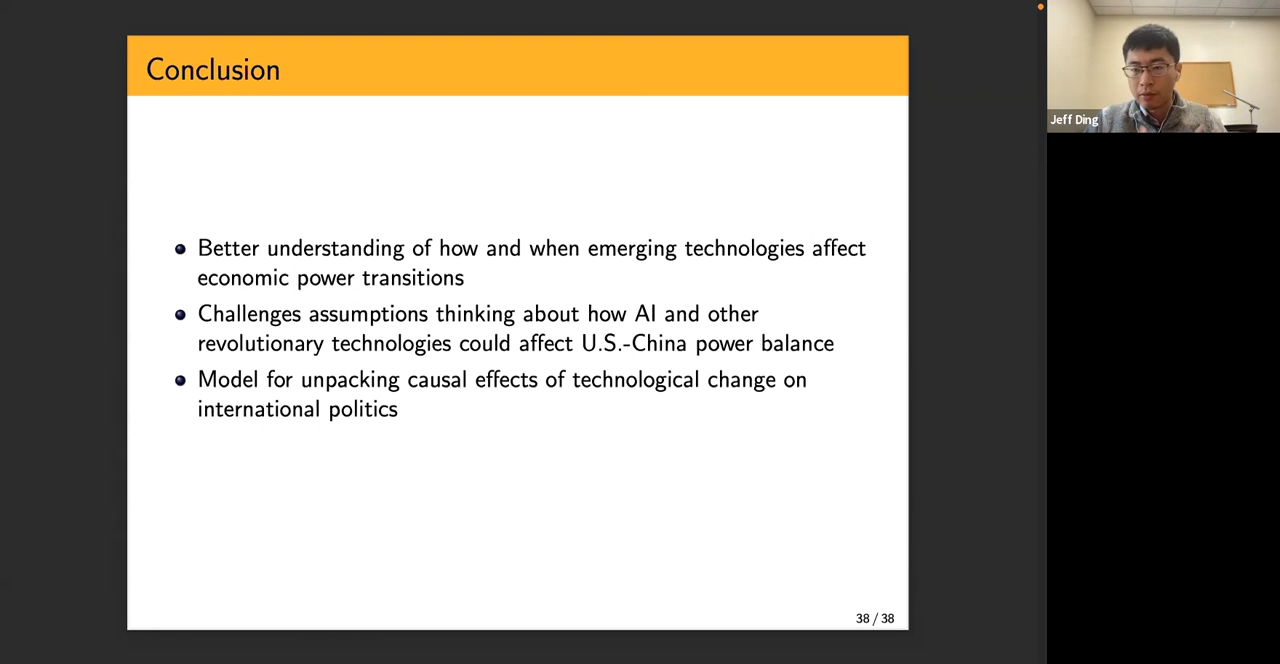 Conclusion
Better understanding of how and when emerging technologies affect
economic power transitions
Challenges assumptions thinking about how AI and other
revolutionary technologies could affect U.S.-China power balance
Model for unpacking causal effects of technological change on
international politics
38 / 38
Jeff Ding